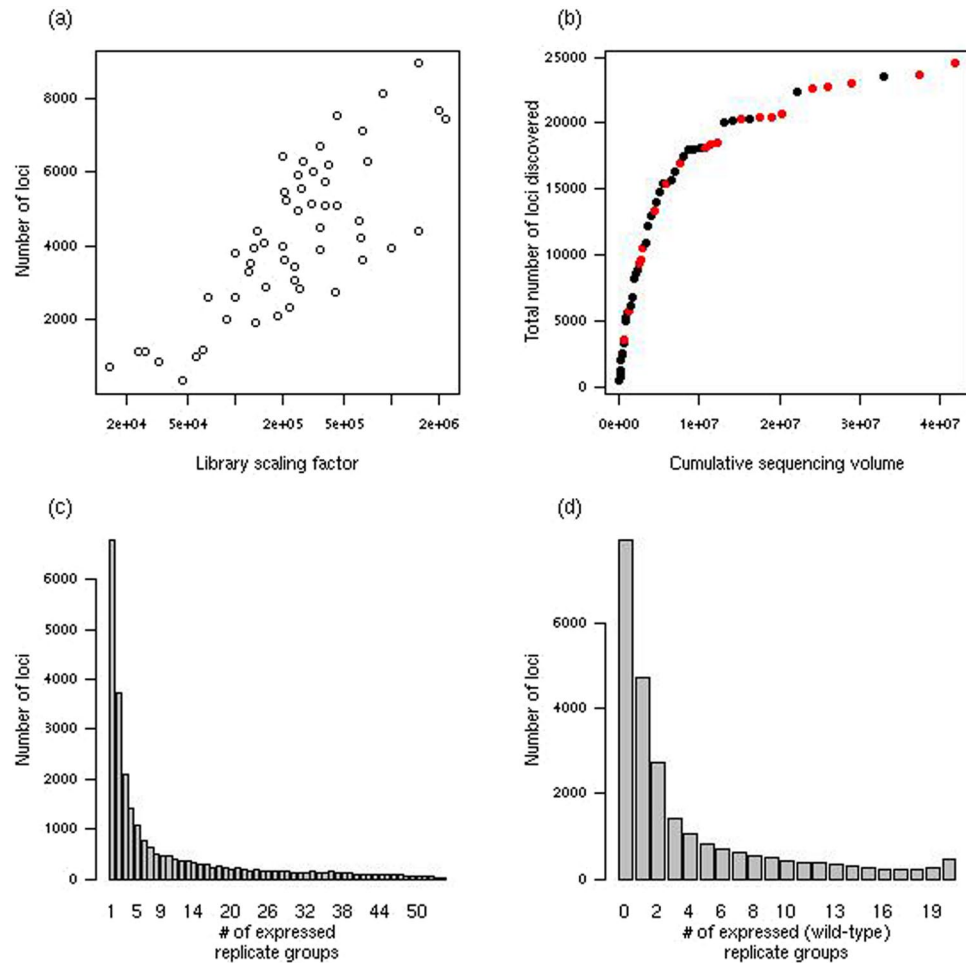 (a)
Number of loci
8000
6000
4000
2000
2e+04 5e+04 2e+05 5e+05 2e+06
Library scaling factor
(b)
Total number of loci discovered
25000
20000
15000
10000
5000
0
0e+00 1e+07 2e+07 3e+07 4e+07
Cumulative sequencing volume
(c)
Number of loci
6000
5000
4000
3000
2000
1000
0
1 5 9 14 20 26 32 38 44 50
# of expressed
replicate groups
(d)
Number of loci
6000
4000
2000
0
0 2 4 6 8 10 13 16 19
# of expressed (wild-type)
replicate groups